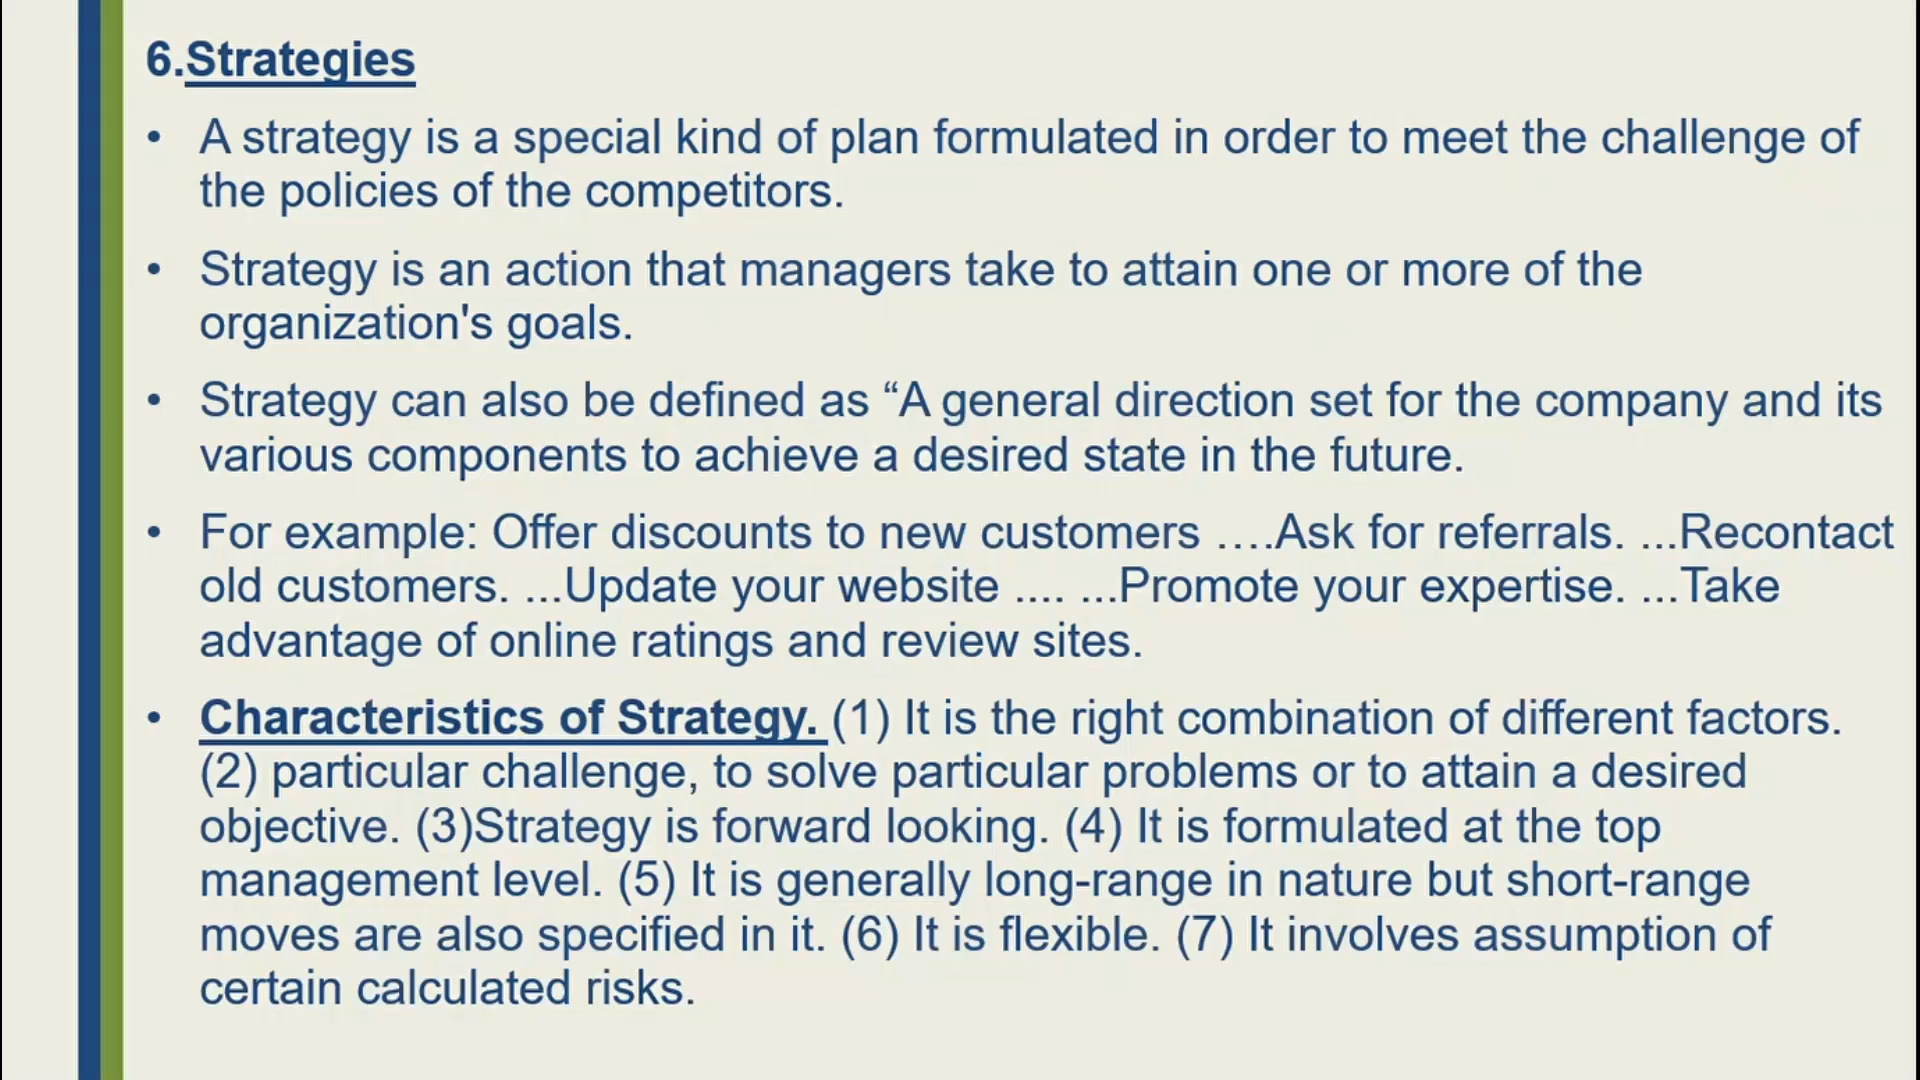 6.Strategies
• A strategy is a special kind of plan formulated in order to meet the challenge of
the policies of the competitors.
• Strategy is an action that managers take to attain one or more of the
organization's goals.
• Strategy can also be defined as “A general direction set for the company and its
various components to achieve a desired state in the future.
• For example: Offer discounts to new customers ….Ask for referrals. ...Recontact
old customers. ...Update your website .... ...Promote your expertise. ...Take
advantage of online ratings and review sites.
• Characteristics of Strategy. (1) It is the right combination of different factors.
(2) particular challenge, to solve particular problems or to attain a desired
objective. (3)Strategy is forward looking. (4) It is formulated at the top
management level. (5) It is generally long-range in nature but short-range
moves are also specified in it. (6) It is flexible. (7) It involves assumption of
certain calculated risks.